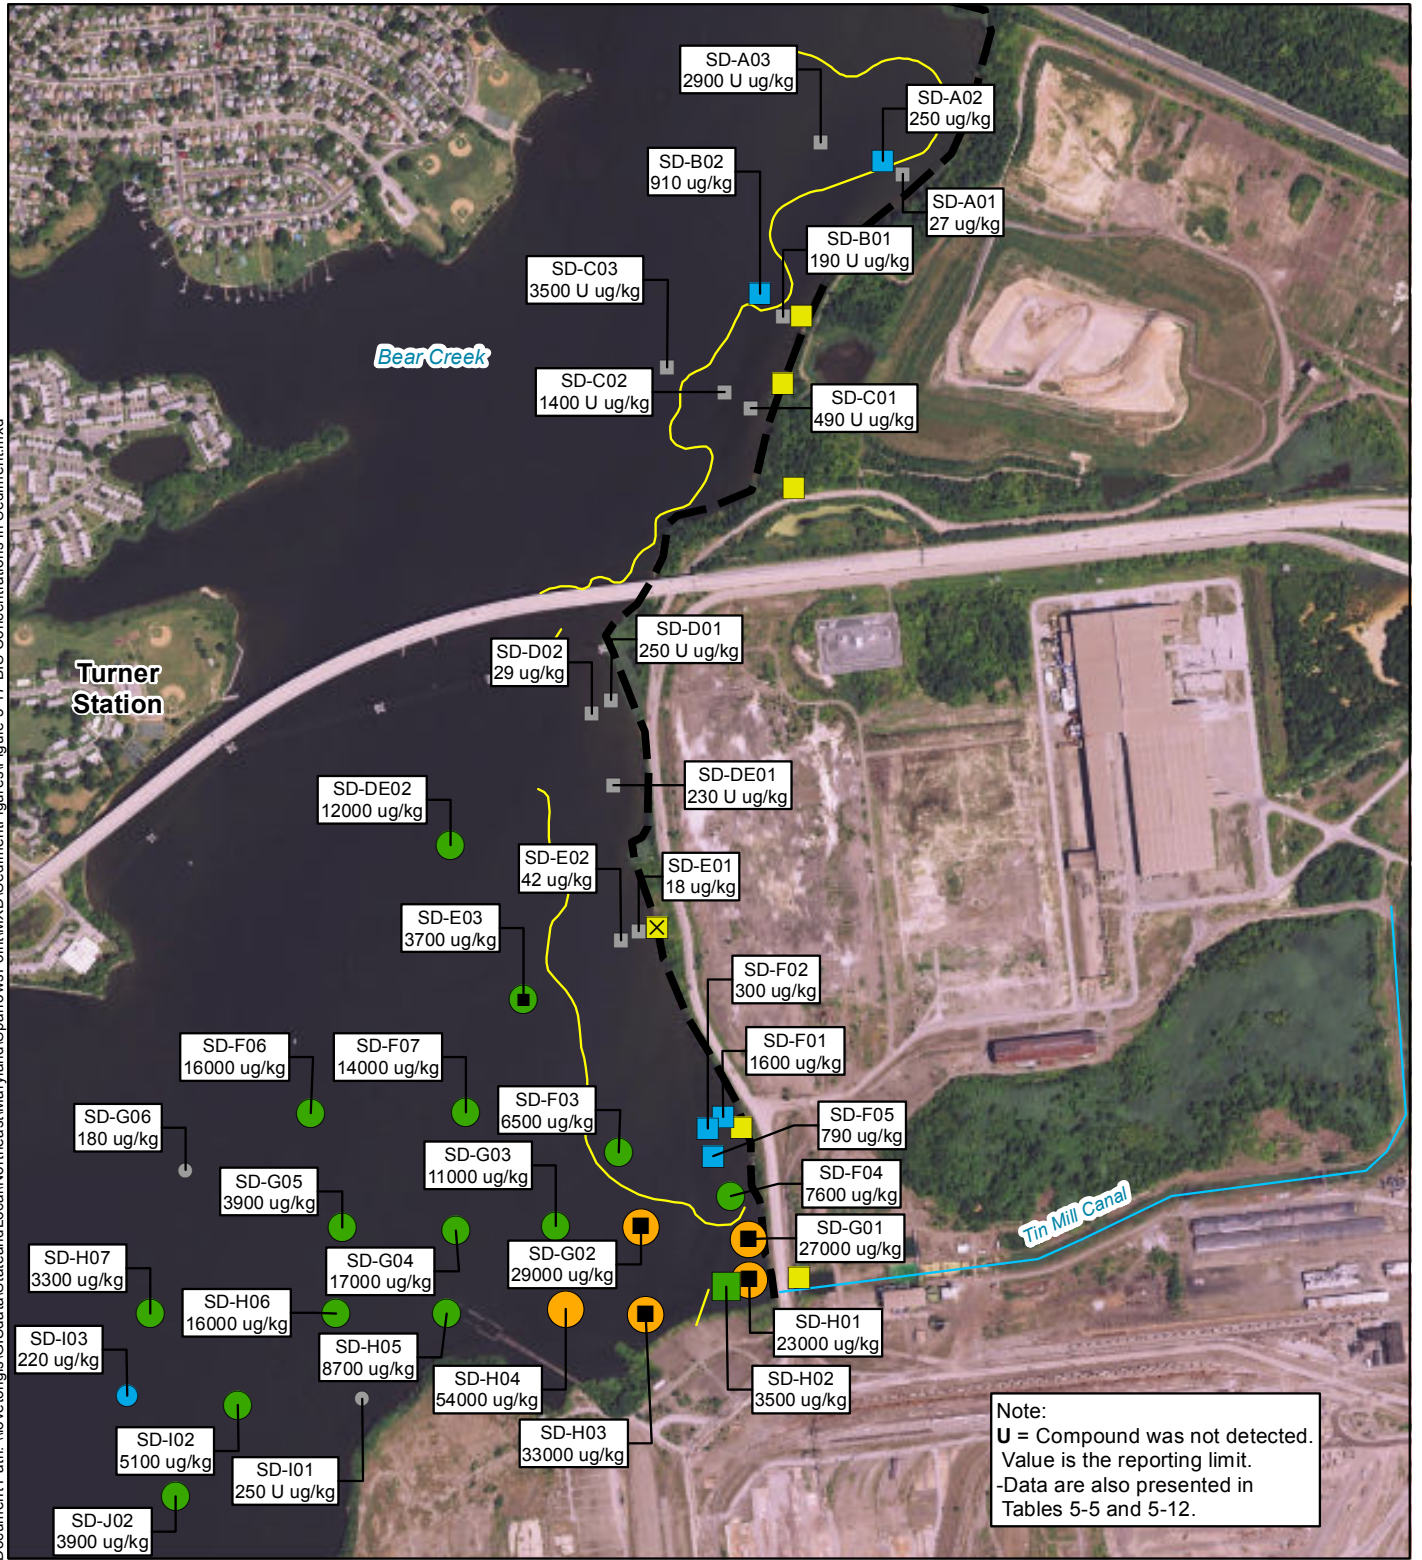 SD-A03
2900 U ug/kg
SD-A02
250 ug/kg
SD-B02
910 ug/kg
SD-A01
27 ug/kg
SD-B01
190 U ug/kg
SD-C03
3500 U ug/kg
Bear Creek
SD-C02
1400 U ug/kg
SD-C01
490 U ug/kg
SD-D01
250 U ug/kg
SD-D02
29 ug/kg
Turner
Station
SD-DE01
230 U ug/kg
SD-DE02
12000 ug/kg
SD-E02
42 ug/kg
SD-E01
18 ug/kg
SD-E03
3700 ug/kg
SD-F02
300 ug/kg
SD-F01
1600 ug/kg
SD-F06
16000 ug/kg
SD-F07
14000 ug/kg
SD-F03
6500 ug/kg
SD-F05
790 ug/kg
SD-G06
180 ug/kg
SD-G03
11000 ug/kg
SD-F04
7600 ug/kg
SD-G05
3900 ug/kg
Tin Mill Canal
SD-G01
27000 ug/kg
SD-G02
29000 ug/kg
SD-G04
17000 ug/kg
SD-H07
3300 ug/kg
SD-H06
16000 ug/kg
SD-H01
23000 ug/kg
SD-I03
220 ug/kg
SD-H05
8700 ug/kg
SD-H04
54000 ug/kg
SD-H02
3500 ug/kg
SD-H03
33000 ug/kg
SD-I02
5100 ug/kg
SD-I01
250 U ug/kg
SD-J02
3900 ug/kg
Note:
U = Compound was not detected.
Value is the reporting limit.
-Data are also presented in
Tables 5-5 and 5-12.